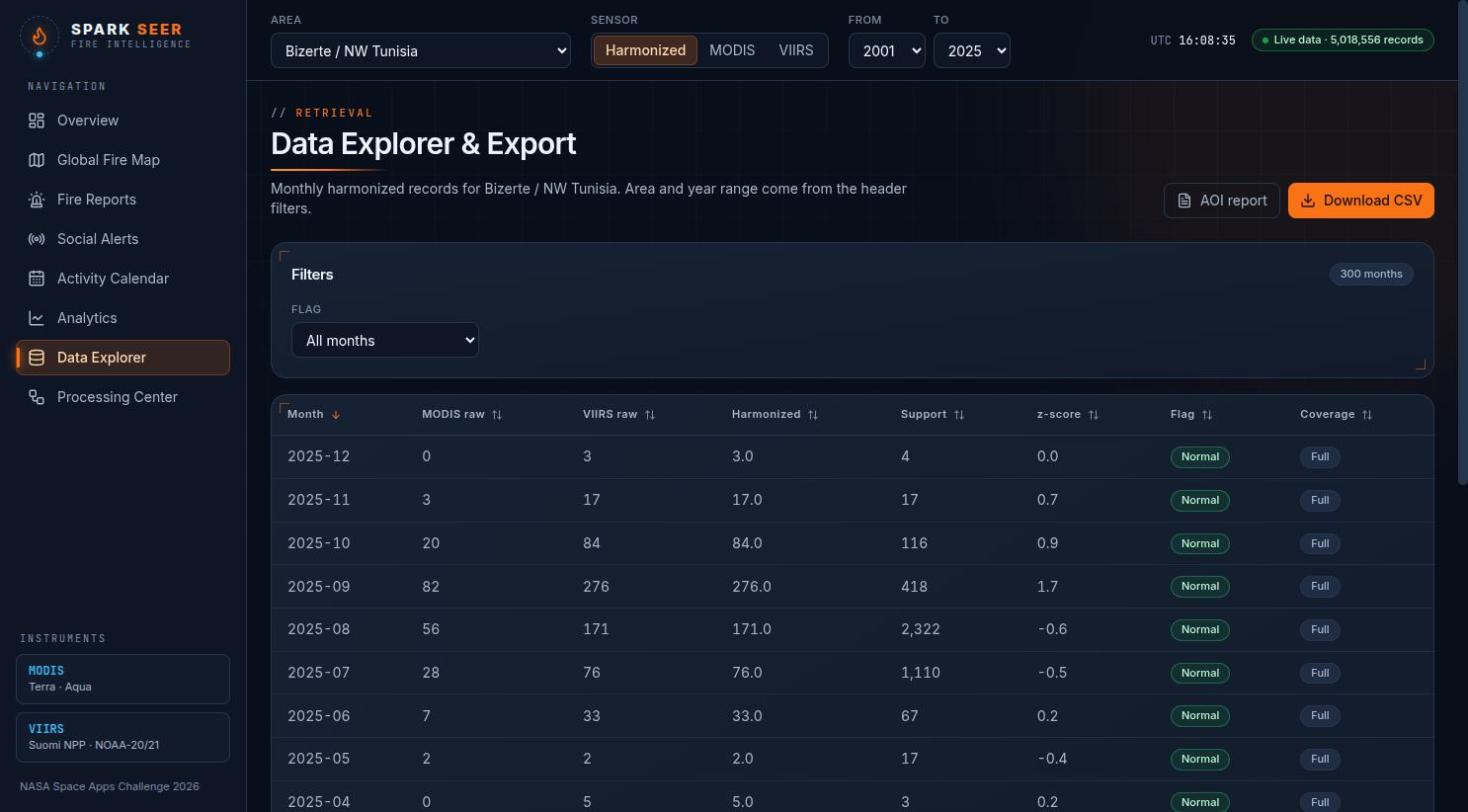 SPARK SEER
FIRE INTELLIGENCE
NAVIGATION
Overview
Global Fire Map
Fire Reports
Social Alerts
Activity Calendar
Analytics
Data Explorer
Processing Center
INSTRUMENTS
MODIS
Terra · Aqua
VIIRS
Suomi NPP · NOAA-20/21
NASA Space Apps Challenge 2026
AREA
Bizerte / NW Tunisia
SENSOR
Harmonized MODIS VIIRS
FROM TO
2001 2025
UTC 16:08:35
Live data · 5,018,556 records
// RETRIEVAL
Data Explorer & Export
Monthly harmonized records for Bizerte / NW Tunisia. Area and year range come from the header
filters.
AOI report
Download CSV
Filters
300 months
FLAG
All months
Month MODIS raw VIIRS raw Harmonized Support z-score Flag Coverage
2025-12 0 3 3.0 4 0.0 Normal Full
2025-11 3 17 17.0 17 0.7 Normal Full
2025-10 20 84 84.0 116 0.9 Normal Full
2025-09 82 276 276.0 418 1.7 Normal Full
2025-08 56 171 171.0 2,322 -0.6 Normal Full
2025-07 28 76 76.0 1,110 -0.5 Normal Full
2025-06 7 33 33.0 67 0.2 Normal Full
2025-05 2 2 2.0 17 -0.4 Normal Full
2025-04 0 5 5.0 3 0.2 Normal Full